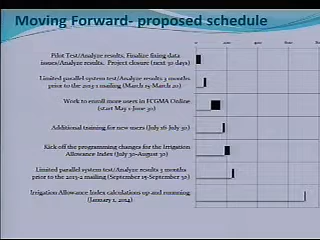 Moving Forward- proposed schedule
Pilot Test/Analyze results, Finalize fixing data
issues/Analyze results. Project closure (next 30 days)
Limited parallel system test/Analyze results 3 months
prior to the 2013-1 mailing (March 15-March 20)
Work to enroll more users in FCGMA Online
(start May 1-June 30)
Additional training for new users (July 16-July 30)
Kick off the programming changes for the Irrigation
Allowance Index (July 30-August 30)
Limited parallel system test/Analyze results 3 months
prior to the 2013-2 mailing (September 15-September 30)
Irrigation Allowance Index calculations up and running
(January 1, 2014)